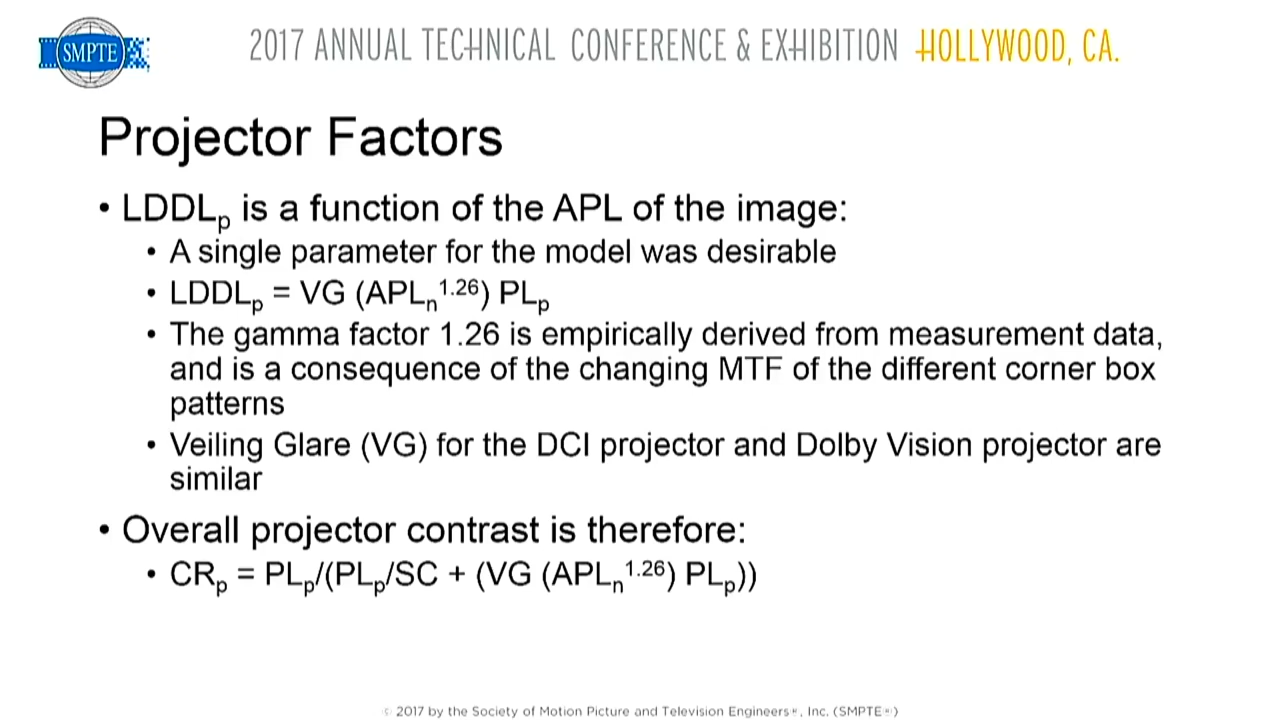 SMPTE
2017 ANNUAL TECHNICAL CONFERENCE & EXHIBITION HOLLYWOOD, CA.
Projector Factors
• LDDLp is a function of the APL of the image:
• A single parameter for the model was desirable
• LDDLp = VG (APLn^1.26) PLp
• The gamma factor 1.26 is empirically derived from measurement data,
and is a consequence of the changing MTF of the different corner box
patterns
• Veiling Glare (VG) for the DCI projector and Dolby Vision projector are
similar
• Overall projector contrast is therefore:
• CRp = PLp/(PLp/SC + (VG (APLn^1.26) PLp))
© 2017 by the Society of Motion Picture and Television Engineers®, Inc. (SMPTE®)